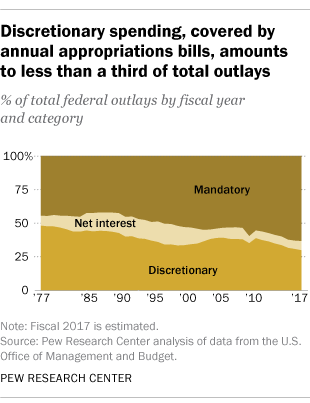 Discretionary spending, covered by
annual appropriations bills, amounts
to less than a third of total outlays
% of total federal outlays by fiscal year
and category
100%
75
50
25
0
Mandatory
Net interest
Discretionary
'77 '85 '90 '95 '00 '05 '10 '17
Note: Fiscal 2017 is estimated.
Source: Pew Research Center analysis of data from the U.S.
Office of Management and Budget.
PEW RESEARCH CENTER